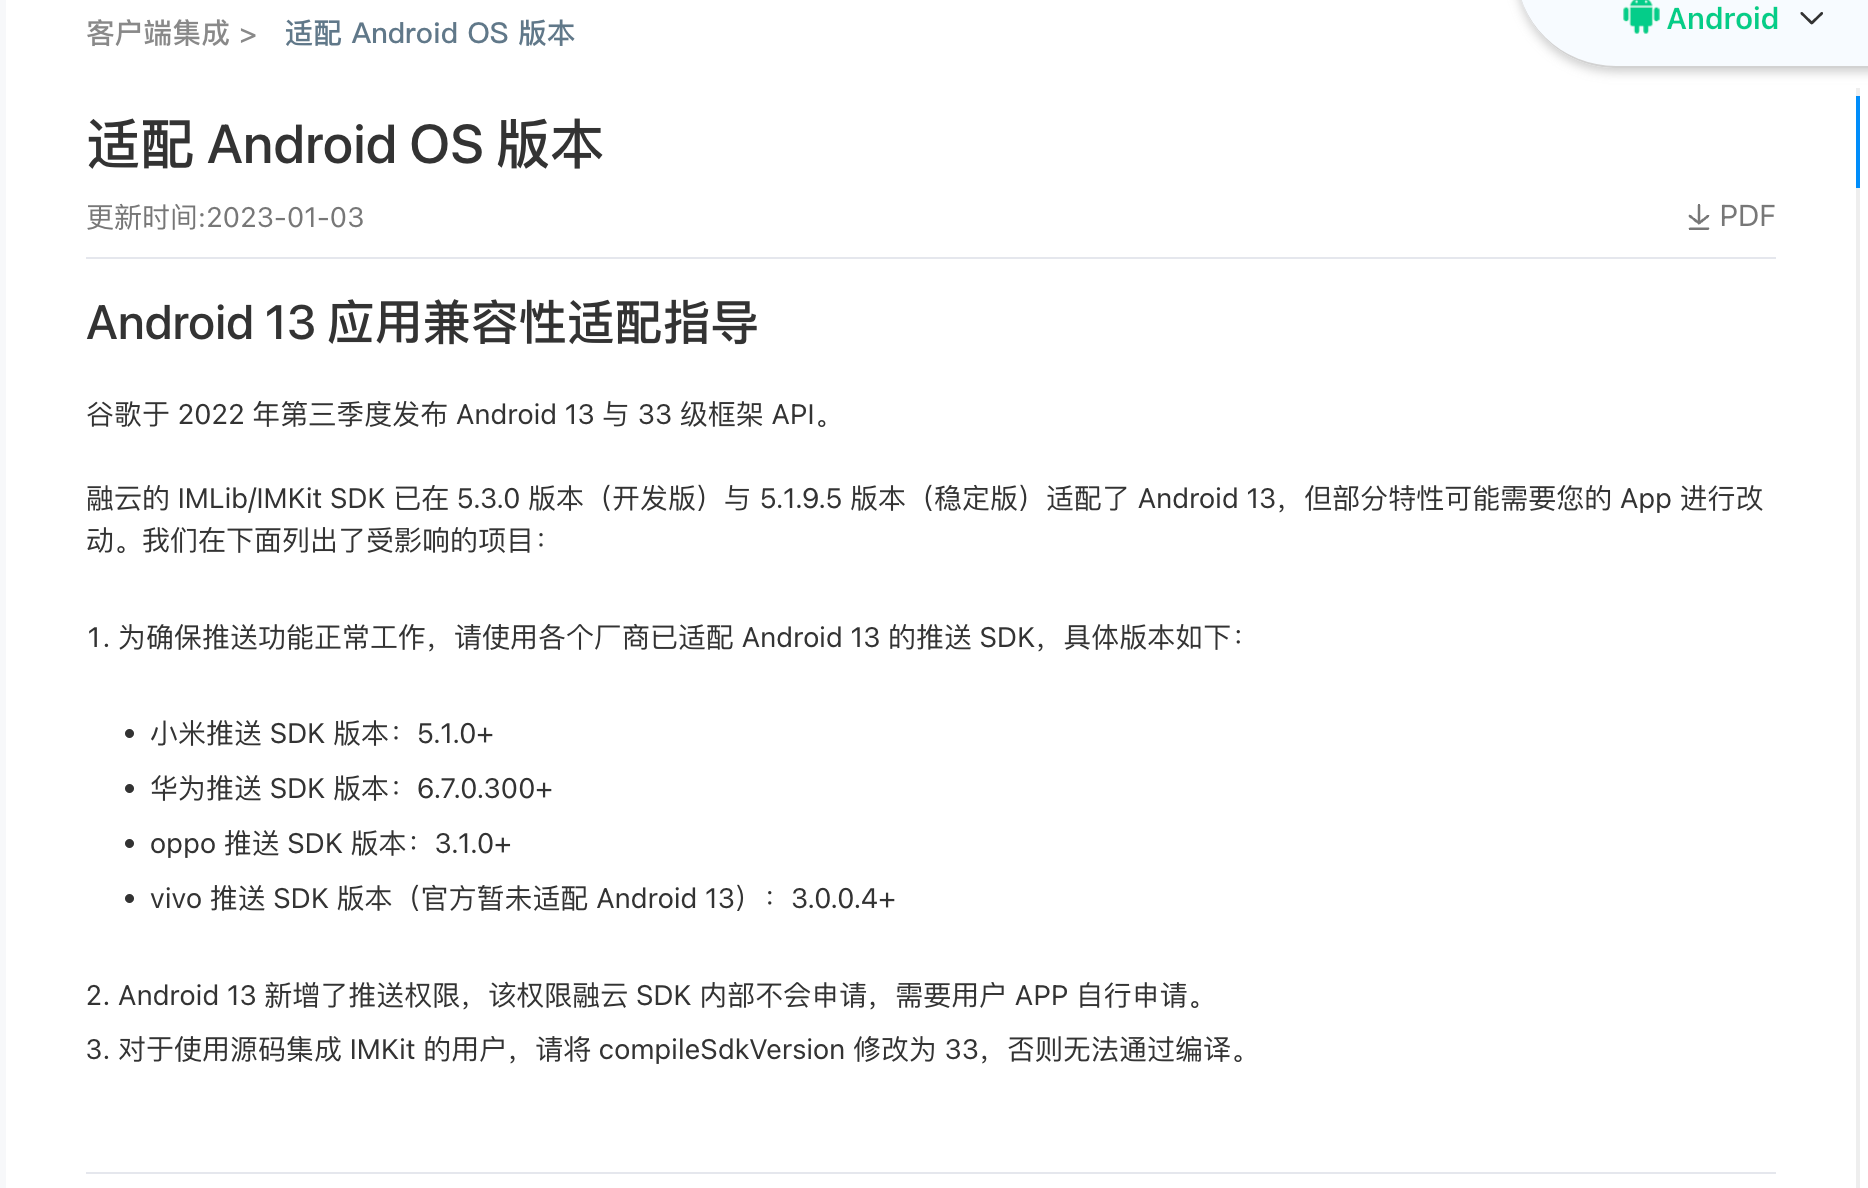 客户端集成 > 适配 Android OS 版本
Android
适配 Android OS 版本
更新时间:2023-01-03
PDF
Android 13 应用兼容性适配指导
谷歌于 2022 年第三季度发布 Android 13 与 33 级框架 API。
融云的 IMLib/IMKit SDK 已在 5.3.0 版本（开发版）与 5.1.9.5 版本（稳定版）适配了 Android 13，但部分特性可能需要您的 App 进行改
动。我们在下面列出了受影响的项目：
1. 为确保推送功能正常工作，请使用各个厂商已适配 Android 13 的推送 SDK，具体版本如下：
• 小米推送 SDK 版本：5.1.0+
• 华为推送 SDK 版本：6.7.0.300+
• oppo 推送 SDK 版本：3.1.0+
• vivo 推送 SDK 版本（官方暂未适配 Android 13）：3.0.0.4+
2. Android 13 新增了推送权限，该权限融云 SDK 内部不会申请，需要用户 APP 自行申请。
3. 对于使用源码集成 IMKit 的用户，请将 compileSdkVersion 修改为 33，否则无法通过编译。